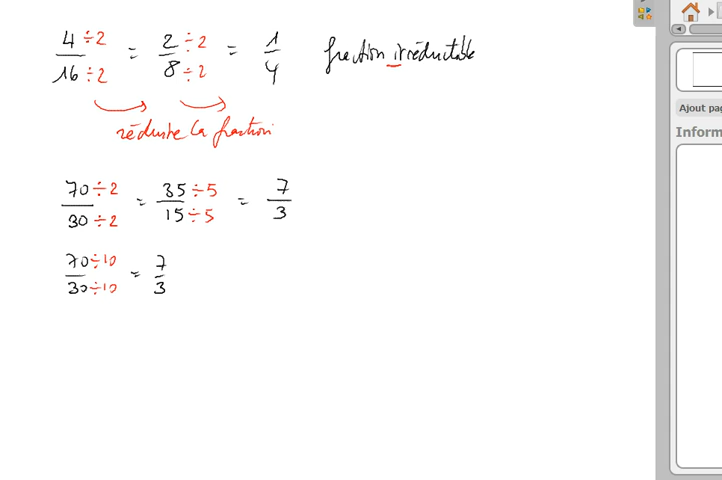 4÷2/16÷2 = 2÷2/8÷2 = 1/4 fraction irréductable
réduire la fraction
70÷2/30÷2 = 35÷5/15÷5 = 7/3
70÷10/30÷10 = 7/3
Ajout pag
Inform